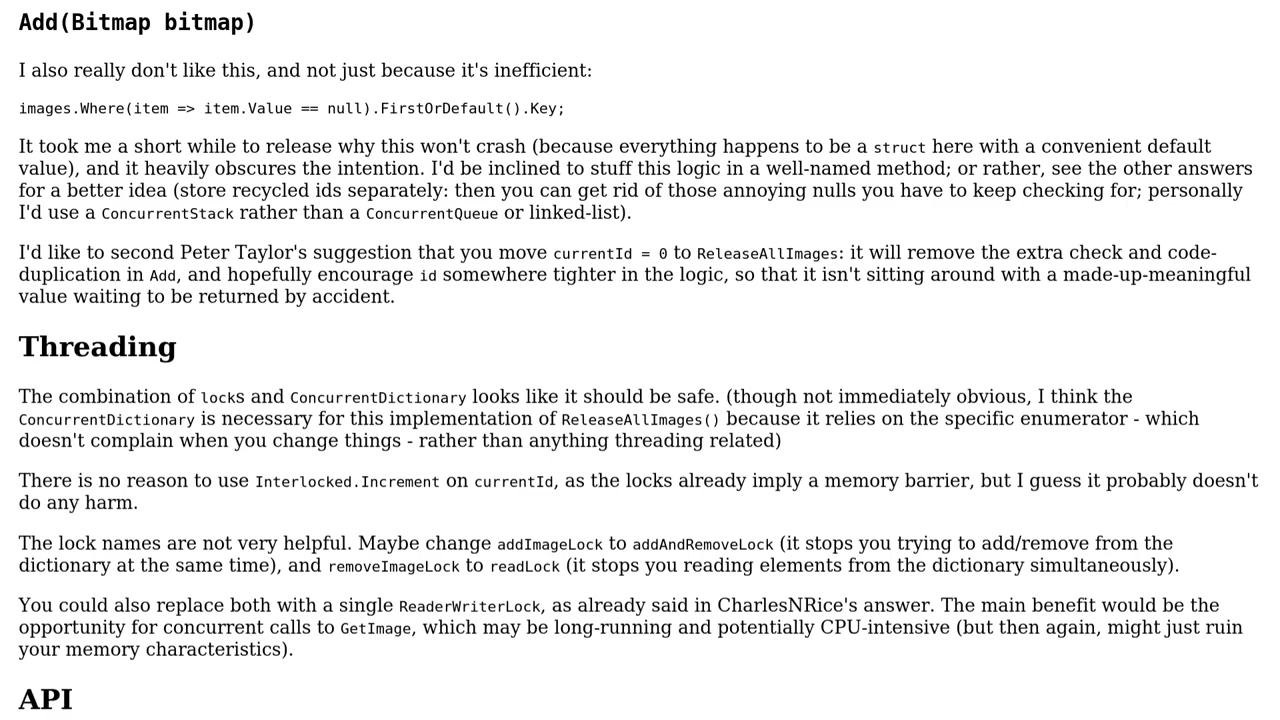 Add(Bitmap bitmap)
I also really don't like this, and not just because it's inefficient:
images.Where(item => item.Value == null).FirstOrDefault().Key;
It took me a short while to release why this won't crash (because everything happens to be a struct here with a convenient default
value), and it heavily obscures the intention. I'd be inclined to stuff this logic in a well-named method; or rather, see the other answers
for a better idea (store recycled ids separately: then you can get rid of those annoying nulls you have to keep checking for; personally
I'd use a ConcurrentStack rather than a ConcurrentQueue or linked-list).
I'd like to second Peter Taylor's suggestion that you move currentId = 0 to ReleaseAllImages: it will remove the extra check and code-
duplication in Add, and hopefully encourage id somewhere tighter in the logic, so that it isn't sitting around with a made-up-meaningful
value waiting to be returned by accident.
Threading
The combination of locks and ConcurrentDictionary looks like it should be safe. (though not immediately obvious, I think the
ConcurrentDictionary is necessary for this implementation of ReleaseAllImages() because it relies on the specific enumerator - which
doesn't complain when you change things - rather than anything threading related)
There is no reason to use Interlocked.Increment on currentId, as the locks already imply a memory barrier, but I guess it probably doesn't
do any harm.
The lock names are not very helpful. Maybe change addImageLock to addAndRemoveLock (it stops you trying to add/remove from the
dictionary at the same time), and removeImageLock to readLock (it stops you reading elements from the dictionary simultaneously).
You could also replace both with a single ReaderWriterLock, as already said in CharlesNRice's answer. The main benefit would be the
opportunity for concurrent calls to GetImage, which may be long-running and potentially CPU-intensive (but then again, might just ruin
your memory characteristics).
API